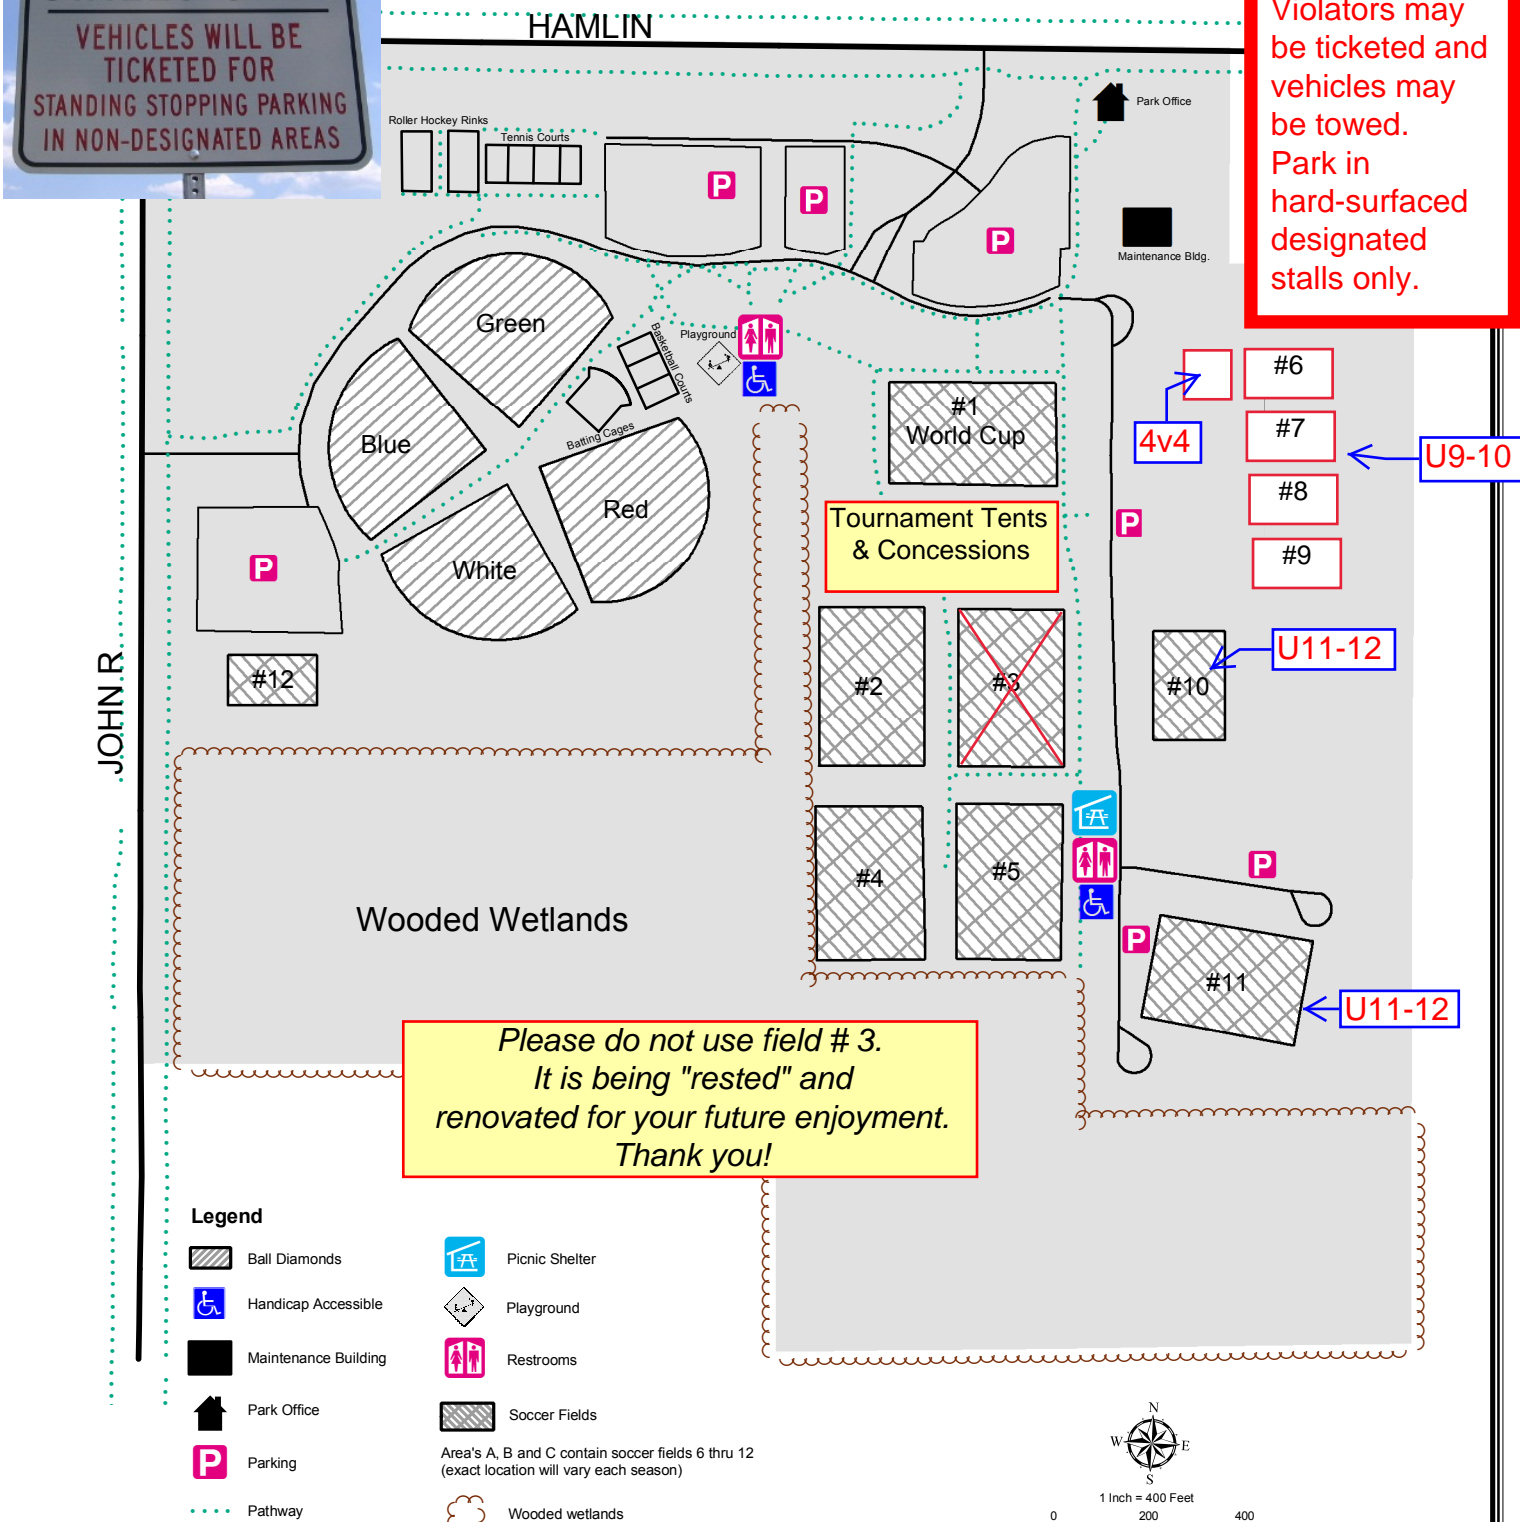 VEHICLES WILL BE
TICKETED FOR
STANDING STOPPING PARKING
IN NON-DESIGNATED AREAS
HAMLIN
Violators may
be ticketed and
vehicles may
be towed.
Park in
hard-surfaced
designated
stalls only.
Park Office
Roller Hockey Rinks
Tennis Courts
P
P
P
Maintenance Bldg.
Green
Playground
Basketball Courts
Batting Cages
Blue
Red
White
P
#12
JOHN R
#1
World Cup
4v4
#6
#7
#8
#9
U9-10
P
Tournament Tents
& Concessions
#2
#3
#10
U11-12
#4
#5
P
P
#11
U11-12
Wooded Wetlands
Please do not use field # 3.
It is being "rested" and
renovated for your future enjoyment.
Thank you!
Legend
Ball Diamonds
Handicap Accessible
Maintenance Building
Park Office
P
Parking
Pathway
Picnic Shelter
Playground
Restrooms
Soccer Fields
Area's A, B and C contain soccer fields 6 thru 12
(exact location will vary each season)
Wooded wetlands
N
W
E
S
1 Inch = 400 Feet
0 200 400